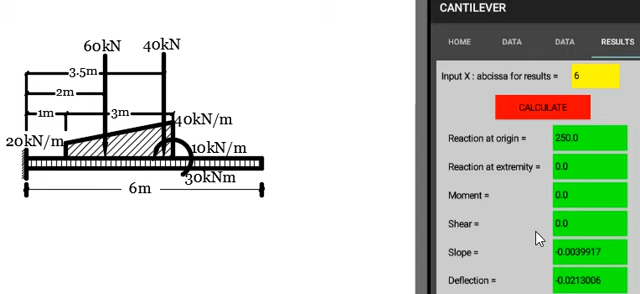 CANTILEVER
HOME DATA DATA RESULTS
Input X : abcissa for results = 6
CALCULATE
Reaction at origin = 250.0
Reaction at extremity = 0.0
Moment = 0.0
Shear = 0.0
Slope = -0.0039917
Deflection = -0.0213006
60kN 40kN
3.5m
2m
1m 3m
20kN/m 40kN/m
10kN/m
30kNm
6m